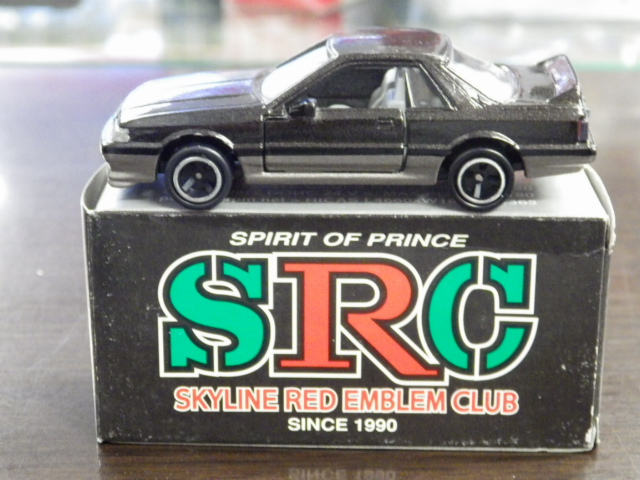 SPIRIT OF PRINCE
SRC
SKYLINE RED EMBLEM CLUB
SINCE 1990